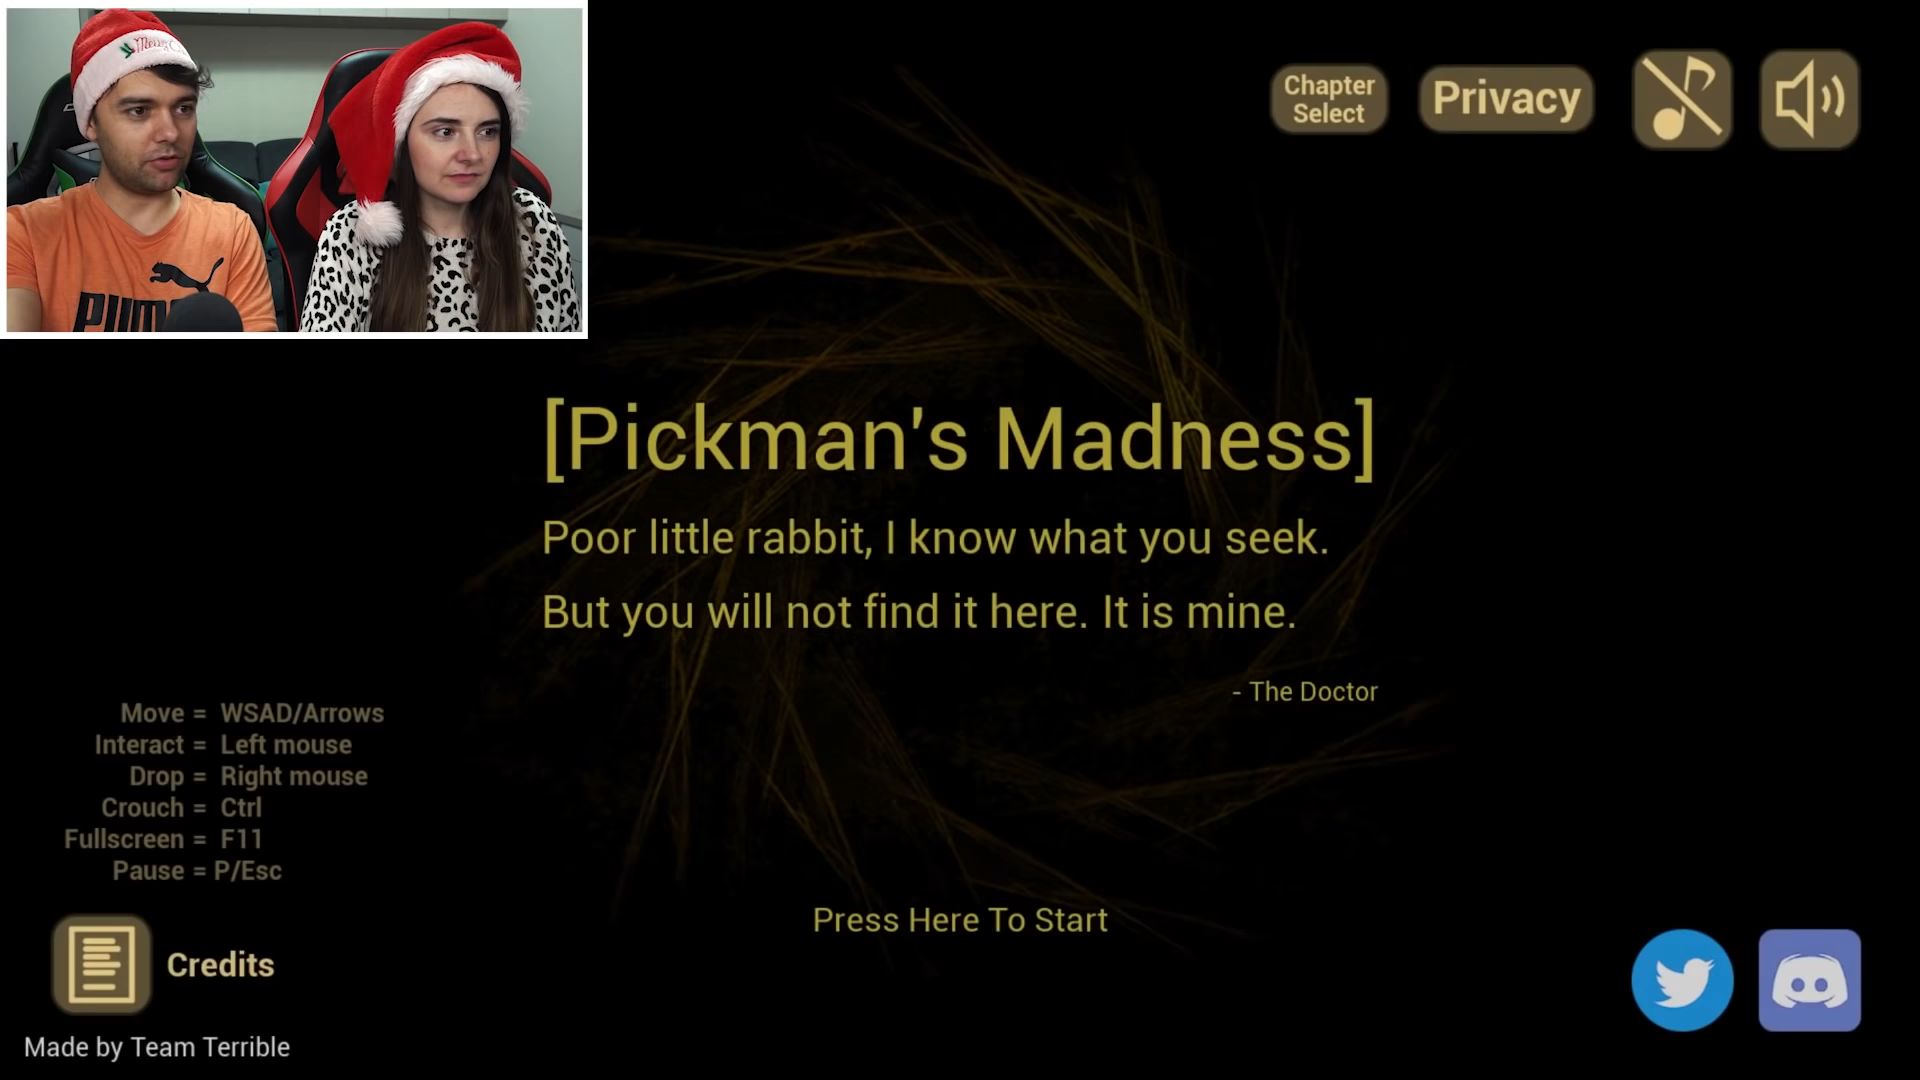 Merry C
PUMA
Chapter
Select
Privacy
[Pickman's Madness]
Poor little rabbit, I know what you seek.
But you will not find it here. It is mine.
- The Doctor
Move = WSAD/Arrows
Interact = Left mouse
Drop = Right mouse
Crouch = Ctrl
Fullscreen = F11
Pause = P/Esc
Press Here To Start
Credits
Made by Team Terrible